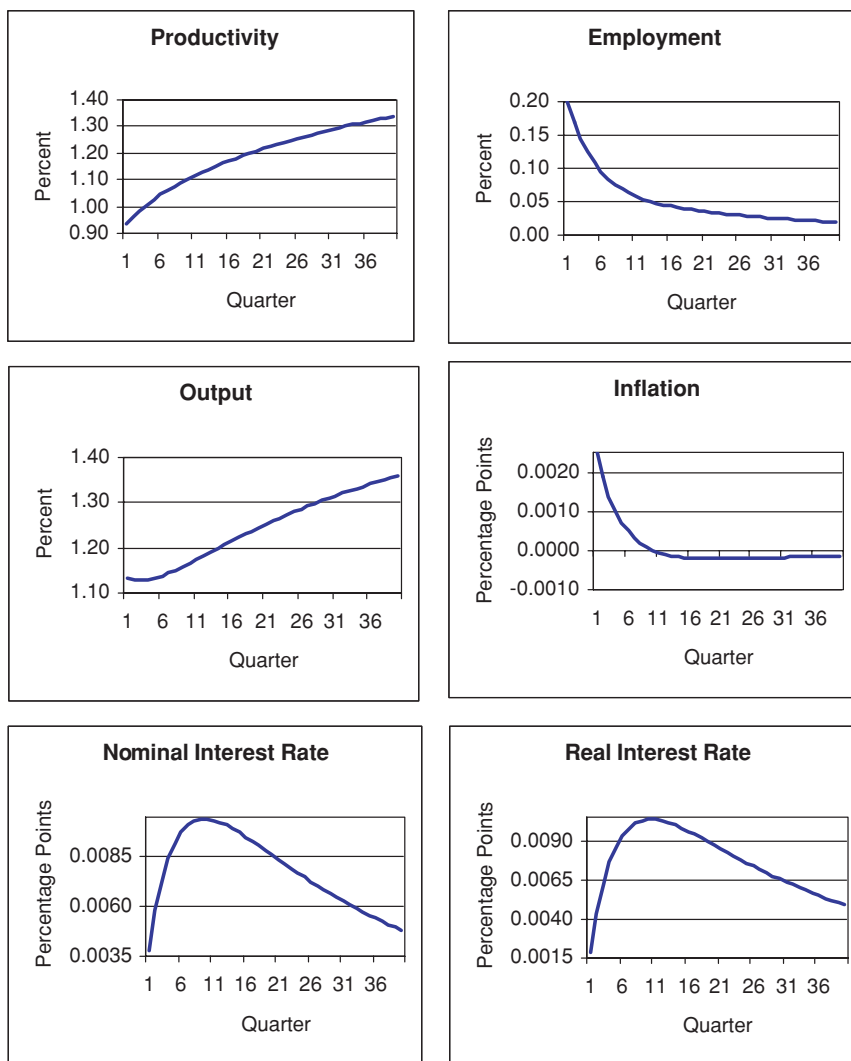 Productivity
1.40
1.30
1.20
1.10
1.00
0.90
Percent
1 6 11 16 21 26 31 36
Quarter
Employment
0.20
0.15
0.10
0.05
0.00
Percent
1 6 11 16 21 26 31 36
Quarter
Output
1.40
1.30
1.20
1.10
Percent
1 6 11 16 21 26 31 36
Quarter
Inflation
0.0020
0.0010
0.0000
-0.0010
Percentage Points
1 6 11 16 21 26 31 36
Quarter
Nominal Interest Rate
0.0085
0.0060
0.0035
Percentage Points
1 6 11 16 21 26 31 36
Quarter
Real Interest Rate
0.0090
0.0065
0.0040
0.0015
Percentage Points
1 6 11 16 21 26 31 36
Quarter